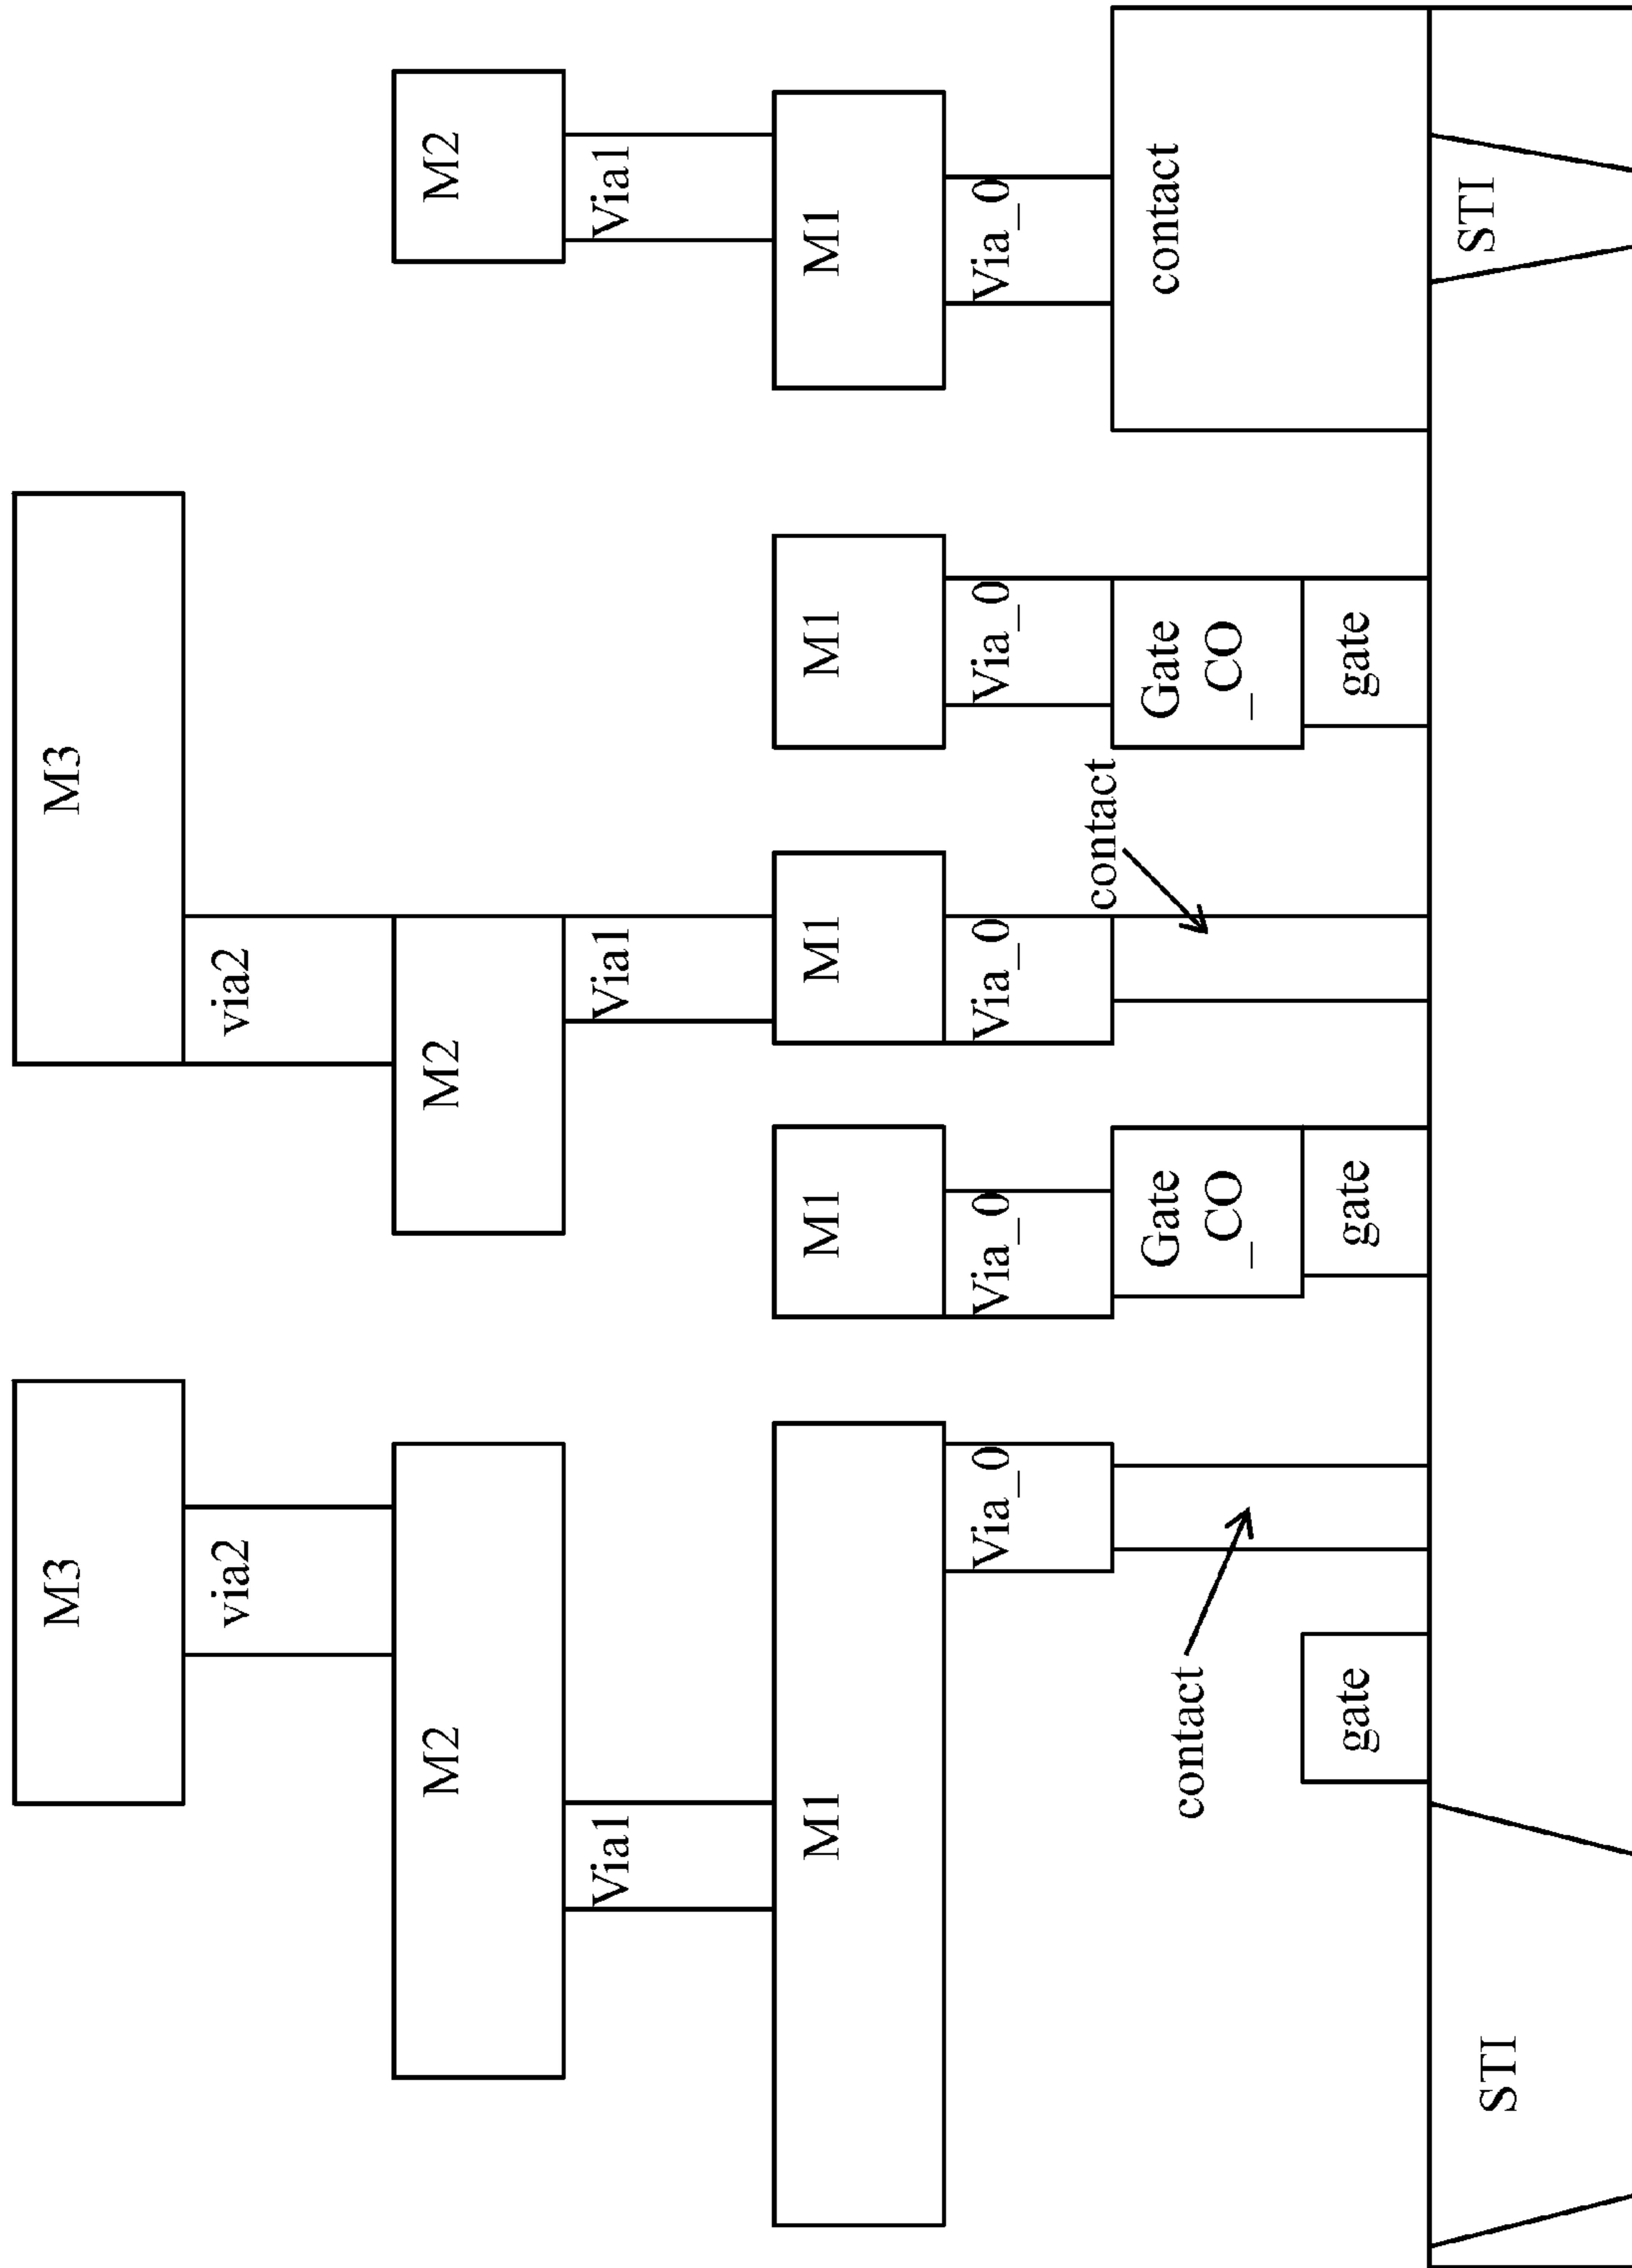 M3
M3
via2
via2
M2
M2
M2
Via1
Via1
Via1
M1
M1
M1
M1
M1
Via_0
Via_0
Via_0
Via_0
Via_0
contact
Gate
_CO
contact
Gate
_CO
contact
gate
gate
gate
STI
STI